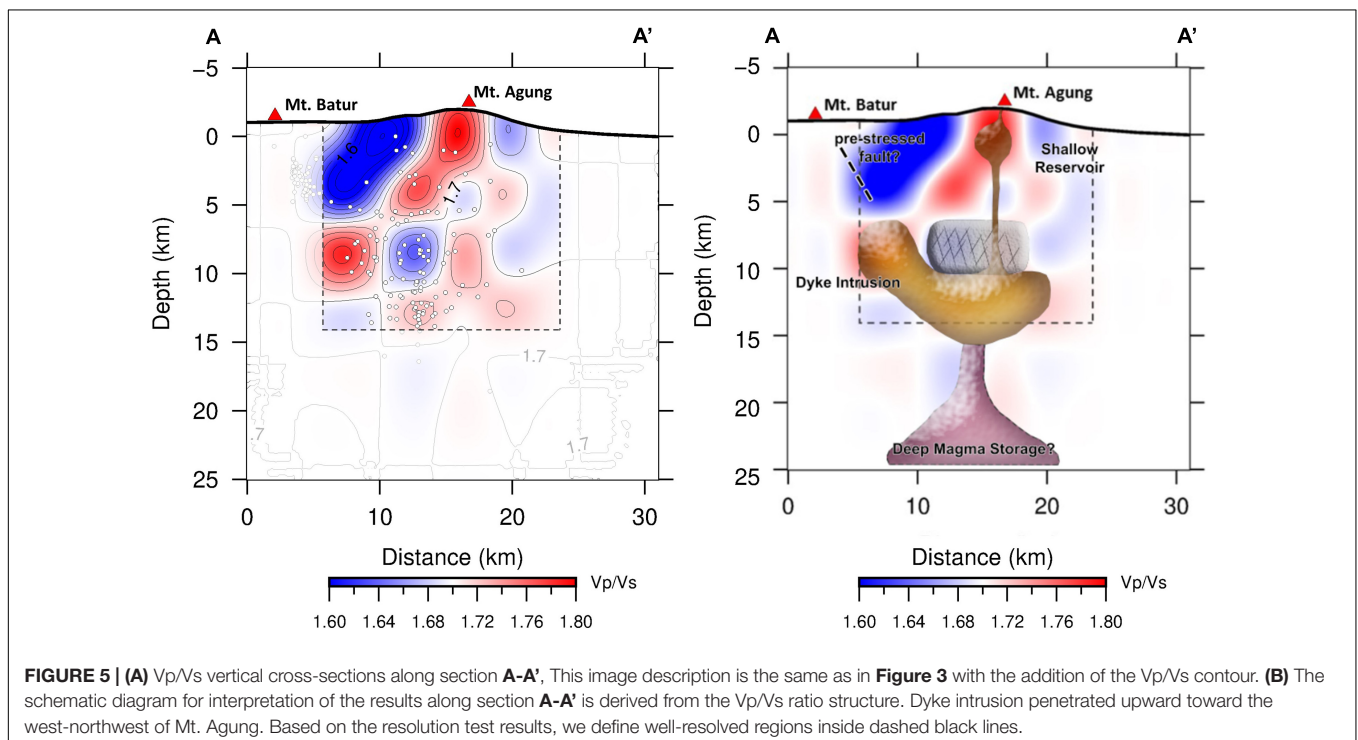 A A’
−5
0
5
10
15
20
25
Depth (km)
Mt. Batur
Mt. Agung
1.6
1.7
1.7
.7
1.7
0 10 20 30
Distance (km)
Vp/Vs
1.60 1.64 1.68 1.72 1.76 1.80
A A’
−5
0
5
10
15
20
25
Depth (km)
Mt. Batur
Mt. Agung
pre-stressed
fault?
Shallow
Reservoir
Dyke Intrusion
Deep Magma Storage?
0 10 20 30
Distance (km)
Vp/Vs
1.60 1.64 1.68 1.72 1.76 1.80
FIGURE 5 | (A) Vp/Vs vertical cross-sections along section A-A’, This image description is the same as in Figure 3 with the addition of the Vp/Vs contour. (B) The
schematic diagram for interpretation of the results along section A-A’ is derived from the Vp/Vs ratio structure. Dyke intrusion penetrated upward toward the
west-northwest of Mt. Agung. Based on the resolution test results, we define well-resolved regions inside dashed black lines.